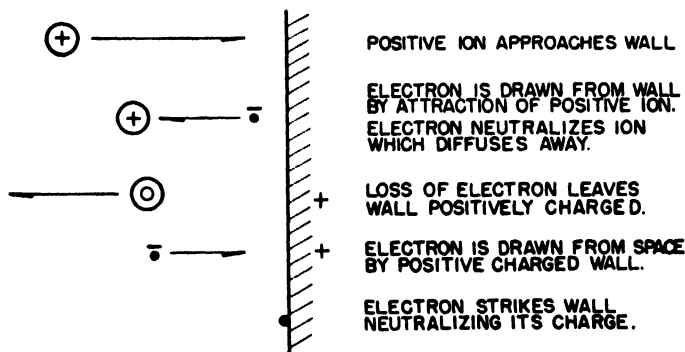 POSITIVE ION APPROACHES WALL
ELECTRON IS DRAWN FROM WALL
BY ATTRACTION OF POSITIVE ION.
ELECTRON NEUTRALIZES ION
WHICH DIFFUSES AWAY.
LOSS OF ELECTRON LEAVES
WALL POSITIVELY CHARGED.
ELECTRON IS DRAWN FROM SPACE
BY POSITIVE CHARGED WALL.
ELECTRON STRIKES WALL
NEUTRALIZING ITS CHARGE.